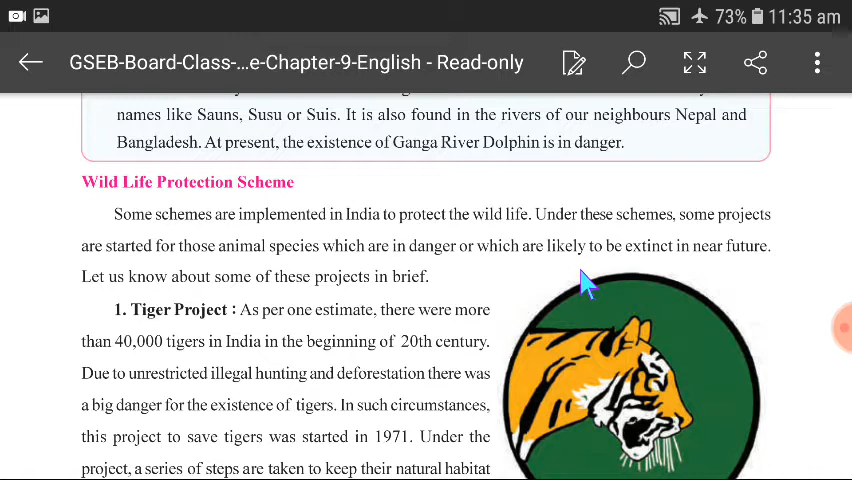 73% 11:35 am
GSEB-Board-Class-...e-Chapter-9-English - Read-only
names like Sauns, Susu or Suis. It is also found in the rivers of our neighbours Nepal and
Bangladesh. At present, the existence of Ganga River Dolphin is in danger.
Wild Life Protection Scheme
Some schemes are implemented in India to protect the wild life. Under these schemes, some projects
are started for those animal species which are in danger or which are likely to be extinct in near future.
Let us know about some of these projects in brief.
1. Tiger Project : As per one estimate, there were more
than 40,000 tigers in India in the beginning of 20th century.
Due to unrestricted illegal hunting and deforestation there was
a big danger for the existence of tigers. In such circumstances,
this project to save tigers was started in 1971. Under the
project, a series of steps are taken to keep their natural habitat